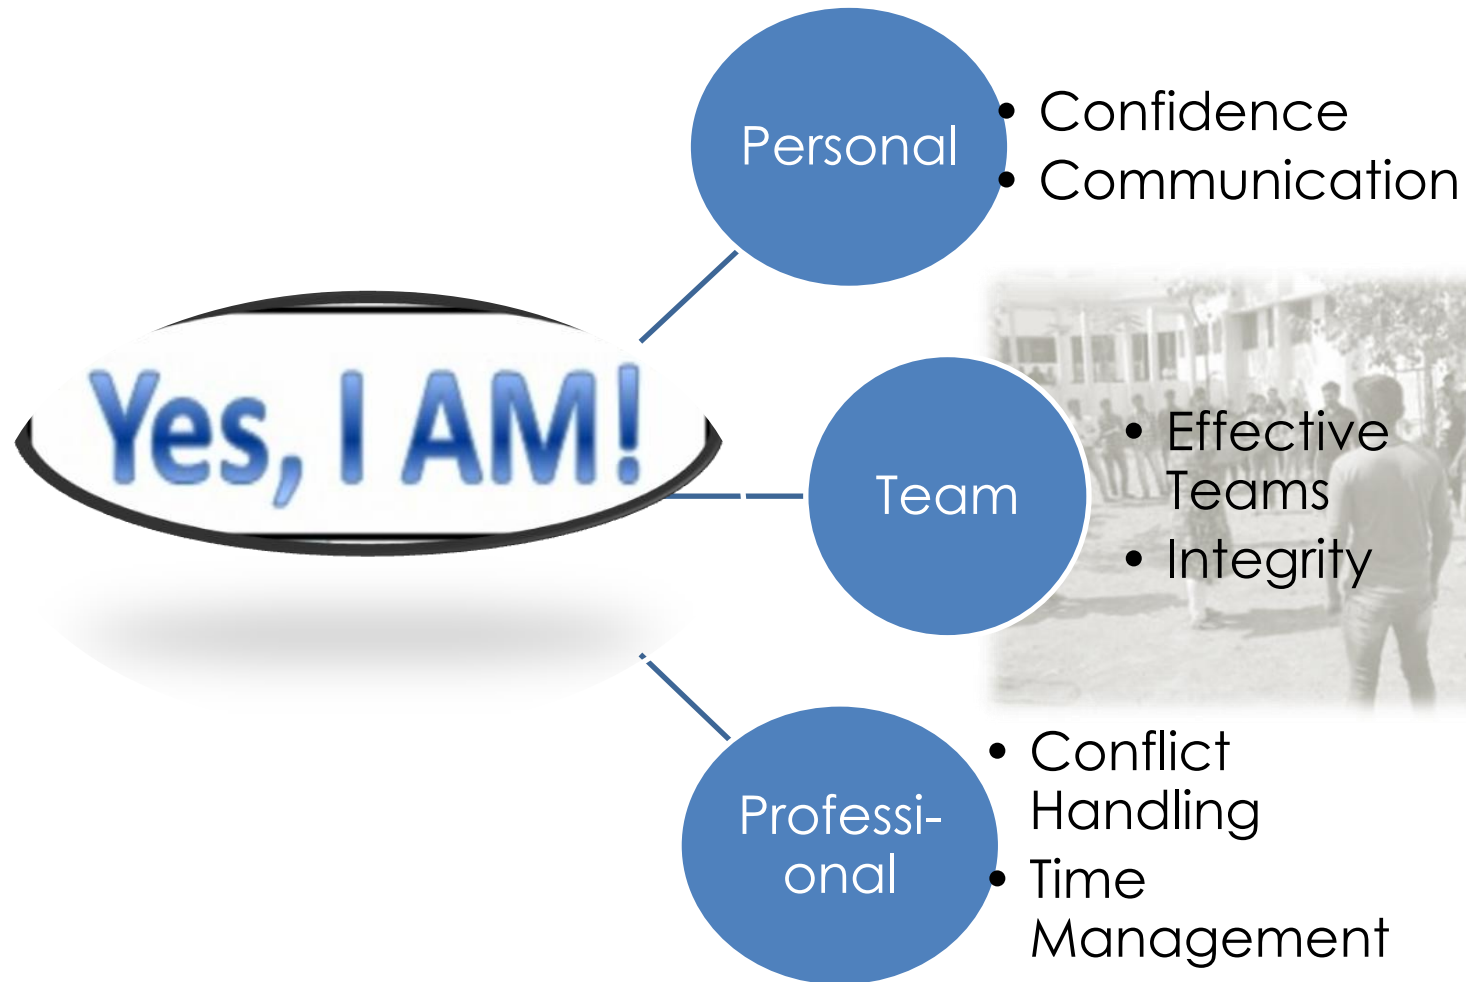 Yes, I AM!
Personal
• Confidence
• Communication
Team
• Effective
Teams
• Integrity
Professi-
onal
• Conflict
Handling
• Time
Management